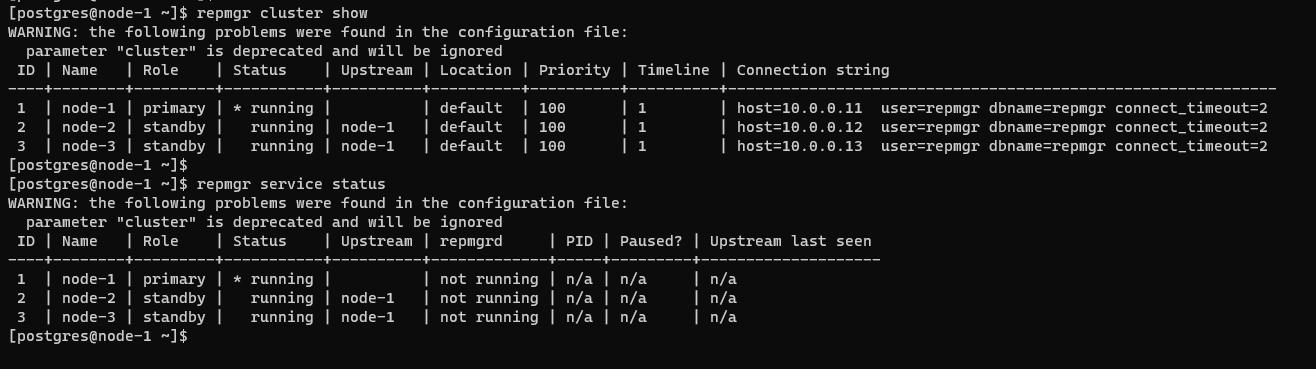 [postgres@node-1 ~]$ repmgr cluster show
WARNING: the following problems were found in the configuration file:
  parameter "cluster" is deprecated and will be ignored
 ID | Name   | Role    | Status    | Upstream | Location | Priority | Timeline | Connection string
----+--------+---------+-----------+----------+----------+----------+----------+-------------------------------------------------------------
 1  | node-1 | primary | * running |          | default  | 100      | 1        | host=10.0.0.11  user=repmgr dbname=repmgr connect_timeout=2
 2  | node-2 | standby |   running | node-1   | default  | 100      | 1        | host=10.0.0.12  user=repmgr dbname=repmgr connect_timeout=2
 3  | node-3 | standby |   running | node-1   | default  | 100      | 1        | host=10.0.0.13  user=repmgr dbname=repmgr connect_timeout=2
[postgres@node-1 ~]$
[postgres@node-1 ~]$ repmgr service status
WARNING: the following problems were found in the configuration file:
  parameter "cluster" is deprecated and will be ignored
 ID | Name   | Role    | Status    | Upstream | repmgrd     | PID | Paused? | Upstream last seen
----+--------+---------+-----------+----------+-------------+-----+---------+--------------------
 1  | node-1 | primary | * running |          | not running | n/a | n/a     | n/a
 2  | node-2 | standby |   running | node-1   | not running | n/a | n/a     | n/a
 3  | node-3 | standby |   running | node-1   | not running | n/a | n/a     | n/a
[postgres@node-1 ~]$